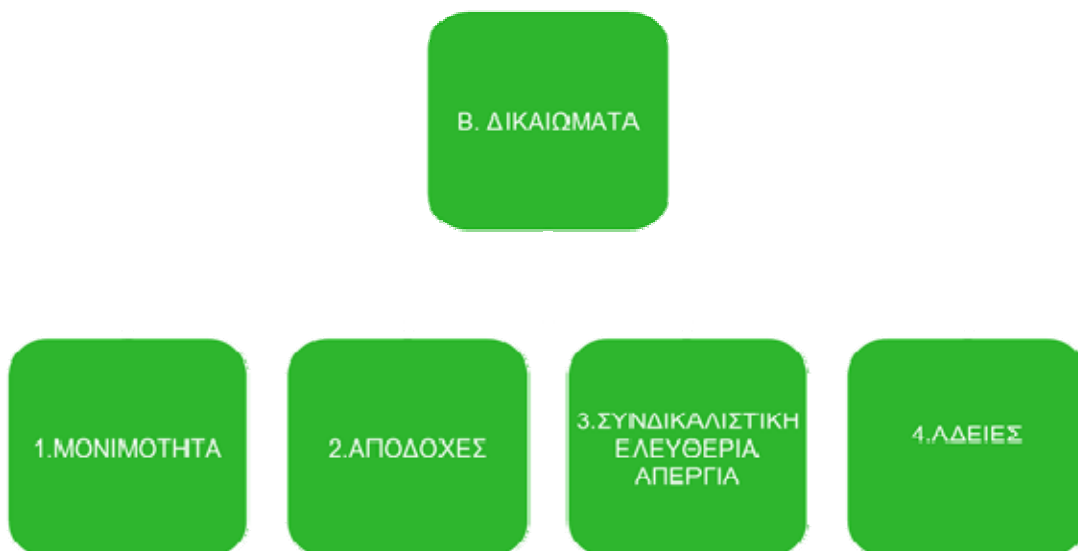 Β. ΔΙΚΑΙΩΜΑΤΑ
1.ΜΟΝΙΜΟΤΗΤΑ
2.ΑΠΟΔΟΧΕΣ
3.ΣΥΝΔΙΚΑΛΙΣΤΙΚΗ
ΕΛΕΥΘΕΡΙΑ.
ΑΠΕΡΓΙΑ
4.ΑΔΕΙΕΣ